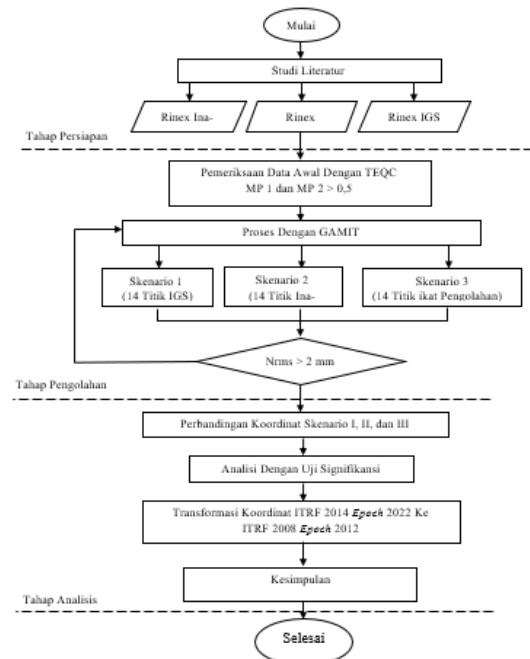 Mulai
Studi Literatur
Rinex Ina-
Rinex
Rinex IGS
Tahap Persiapan
Pemeriksaan Data Awal Dengan TEQC
MP 1 dan MP 2 > 0,5
Proses Dengan GAMIT
Skenario 1
(14 Titik IGS)
Skenario 2
(14 Titik Ina-
Skenario 3
(14 Titik ikat Pengolahan)
Nrms > 2 mm
Tahap Pengolahan
Perbandingan Koordinat Skenario I, II, dan III
Analisi Dengan Uji Signifikansi
Transformasi Koordinat ITRF 2014 Epoch 2022 Ke
ITRF 2008 Epoch 2012
Kesimpulan
Tahap Analisis
Selesai